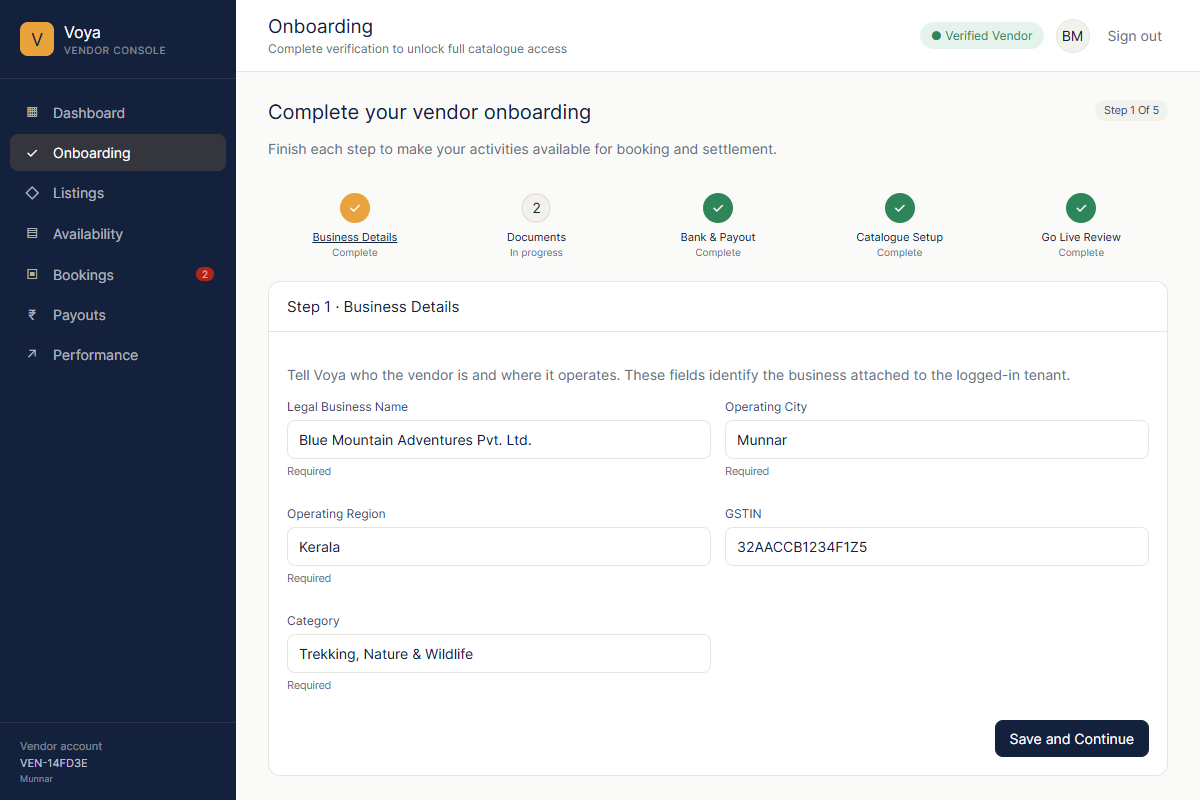 V
Voya
VENDOR CONSOLE
Dashboard
Onboarding
Listings
Availability
Bookings
2
₹
Payouts
Performance
Vendor account
VEN-14FD3E
Munnar
Onboarding
Complete verification to unlock full catalogue access
Verified Vendor
BM
Sign out
Complete your vendor onboarding
Step 1 Of 5
Finish each step to make your activities available for booking and settlement.
Business Details
Complete
2
Documents
In progress
Bank & Payout
Complete
Catalogue Setup
Complete
Go Live Review
Complete
Step 1 · Business Details
Tell Voya who the vendor is and where it operates. These fields identify the business attached to the logged-in tenant.
Legal Business Name
Blue Mountain Adventures Pvt. Ltd.
Required
Operating City
Munnar
Required
Operating Region
Kerala
Required
GSTIN
32AACCB1234F1Z5
Category
Trekking, Nature & Wildlife
Required
Save and Continue